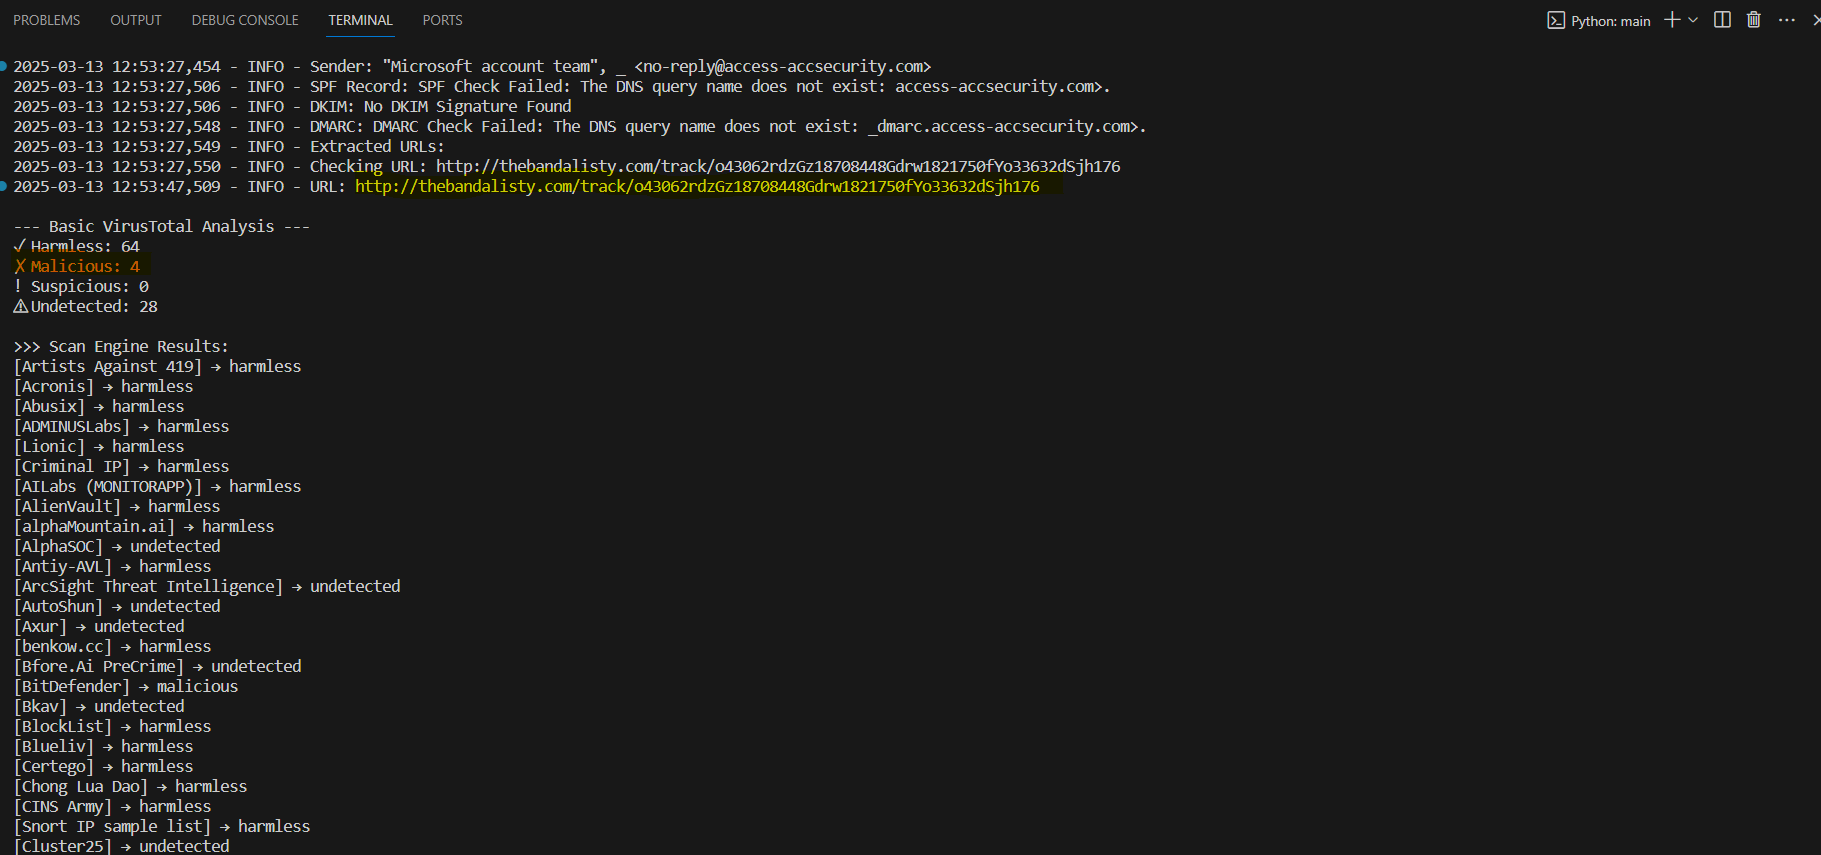 PROBLEMS OUTPUT DEBUG CONSOLE TERMINAL PORTS Python: main
2025-03-13 12:53:27,454 - INFO - Sender: "Microsoft account team", _ <no-reply@access-accsecurity.com>
2025-03-13 12:53:27,506 - INFO - SPF Record: SPF Check Failed: The DNS query name does not exist: access-accsecurity.com>.
2025-03-13 12:53:27,506 - INFO - DKIM: No DKIM Signature Found
2025-03-13 12:53:27,548 - INFO - DMARC: DMARC Check Failed: The DNS query name does not exist: _dmarc.access-accsecurity.com>.
2025-03-13 12:53:27,549 - INFO - Extracted URLs:
2025-03-13 12:53:27,550 - INFO - Checking URL: http://thebandalisty.com/track/o43062rdzGz18708448Gdrw1821750fYo33632dSjh176
2025-03-13 12:53:47,509 - INFO - URL: http://thebandalisty.com/track/o43062rdzGz18708448Gdrw1821750fYo33632dSjh176
--- Basic VirusTotal Analysis ---
✓ Harmless: 64
✗ Malicious: 4
! Suspicious: 0
⚠ Undetected: 28
>>> Scan Engine Results:
[Artists Against 419] → harmless
[Acronis] → harmless
[Abusix] → harmless
[ADMINUSLabs] → harmless
[Lionic] → harmless
[Criminal IP] → harmless
[AILabs (MONITORAPP)] → harmless
[AlienVault] → harmless
[alphaMountain.ai] → harmless
[AlphaSOC] → undetected
[Antiy-AVL] → harmless
[ArcSight Threat Intelligence] → undetected
[AutoShun] → undetected
[Axur] → undetected
[benkow.cc] → harmless
[Bfore.Ai PreCrime] → undetected
[BitDefender] → malicious
[Bkav] → undetected
[BlockList] → harmless
[Blueliv] → harmless
[Certego] → harmless
[Chong Lua Dao] → harmless
[CINS Army] → harmless
[Snort IP sample list] → harmless
[Cluster25] → undetected